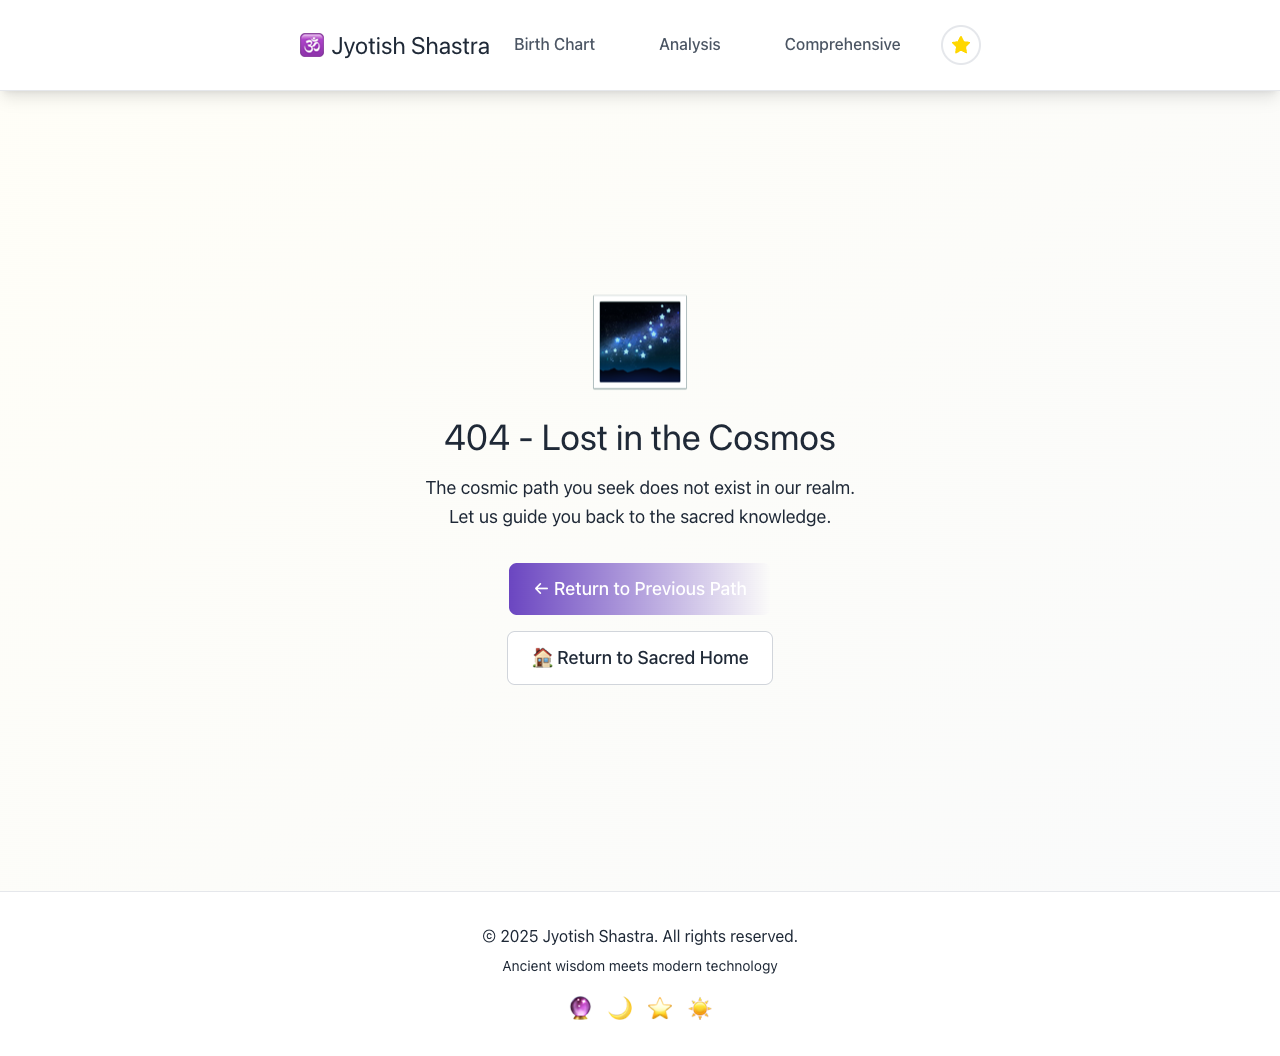 🕉️ Jyotish Shastra
Birth Chart
Analysis
Comprehensive
404 - Lost in the Cosmos
The cosmic path you seek does not exist in our realm.
Let us guide you back to the sacred knowledge.
← Return to Previous Path
🏠 Return to Sacred Home
© 2025 Jyotish Shastra. All rights reserved.
Ancient wisdom meets modern technology